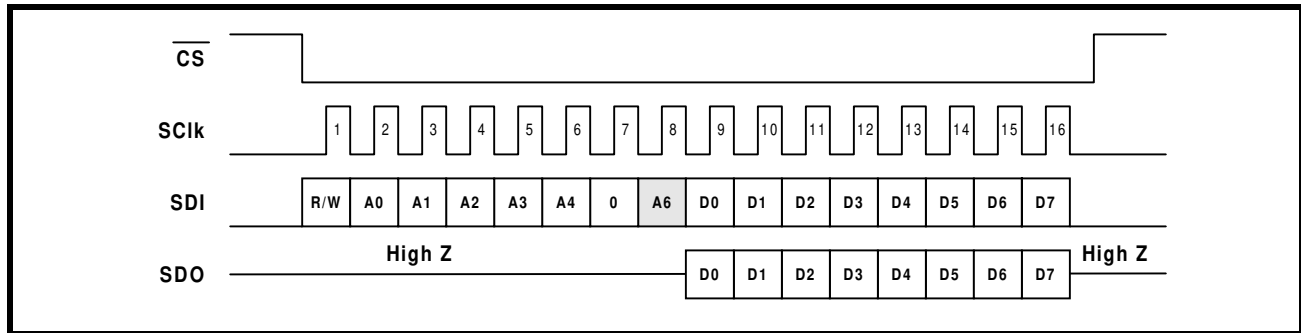 CS
SClk 1 2 3 4 5 6 7 8 9 10 11 12 13 14 15 16
SDI R/W A0 A1 A2 A3 A4 0 A6 D0 D1 D2 D3 D4 D5 D6 D7
High Z High Z
SDO D0 D1 D2 D3 D4 D5 D6 D7